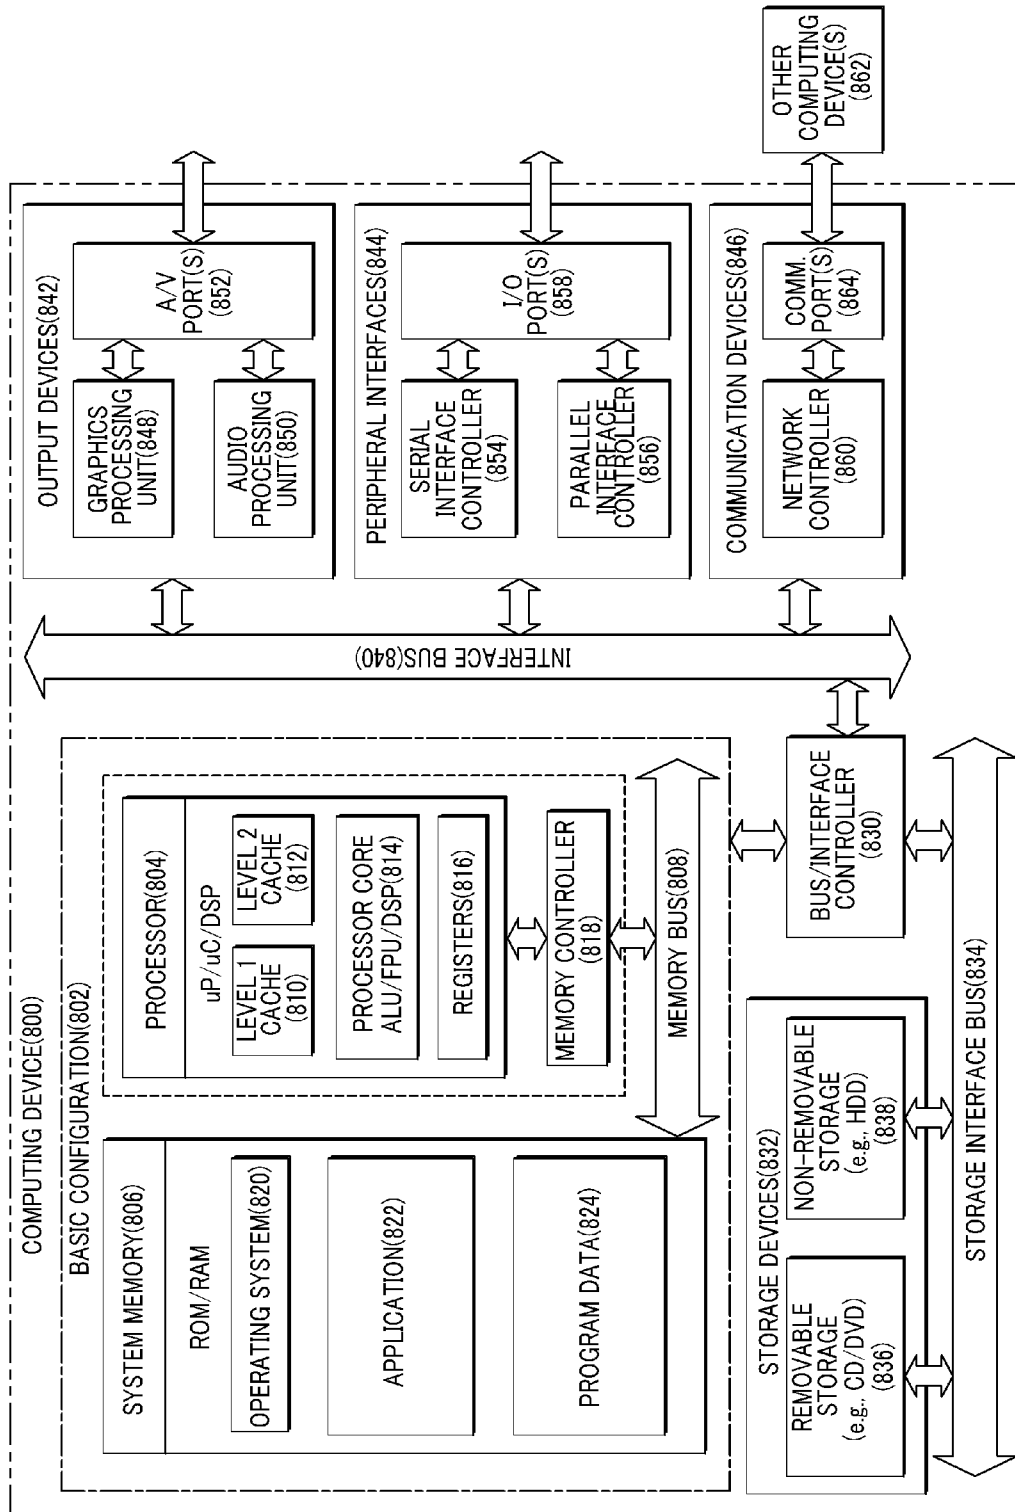 COMPUTING DEVICE(800)
BASIC CONFIGURATION(802)
SYSTEM MEMORY(806)
ROM/RAM
OPERATING SYSTEM(820)
APPLICATION(822)
PROGRAM DATA(824)
PROCESSOR(804)
uP/uC/DSP
LEVEL 1
CACHE
(810)
LEVEL 2
CACHE
(812)
PROCESSOR CORE
ALU/FPU/DSP(814)
REGISTERS(816)
MEMORY CONTROLLER
(818)
MEMORY BUS(808)
BUS/INTERFACE
CONTROLLER
(830)
STORAGE DEVICES(832)
REMOVABLE
STORAGE
(e.g., CD/DVD)
(836)
NON-REMOVABLE
STORAGE
(e.g., HDD)
(838)
STORAGE INTERFACE BUS(834)
INTERFACE BUS(840)
OUTPUT DEVICES(842)
GRAPHICS
PROCESSING
UNIT(848)
AUDIO
PROCESSING
UNIT(850)
A/V
PORT(S)
(852)
PERIPHERAL INTERFACES(844)
SERIAL
INTERFACE
CONTROLLER
(854)
PARALLEL
INTERFACE
CONTROLLER
(856)
I/O
PORT(S)
(858)
COMMUNICATION DEVICES(846)
NETWORK
CONTROLLER
(860)
COMM.
PORT(S)
(864)
OTHER
COMPUTING
DEVICE(S)
(862)